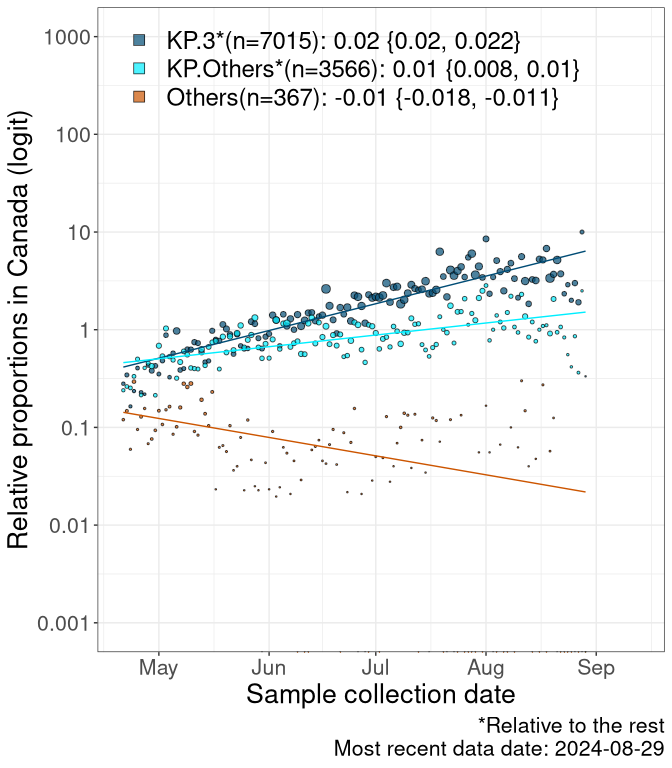 KP.3*(n=7015): 0.02 {0.02, 0.022}
KP.Others*(n=3566): 0.01 {0.008, 0.01}
Others(n=367): -0.01 {-0.018, -0.011}
Relative proportions in Canada (logit)
1000
100
10
1
0.1
0.01
0.001
May Jun Jul Aug Sep
Sample collection date
*Relative to the rest
Most recent data date: 2024-08-29